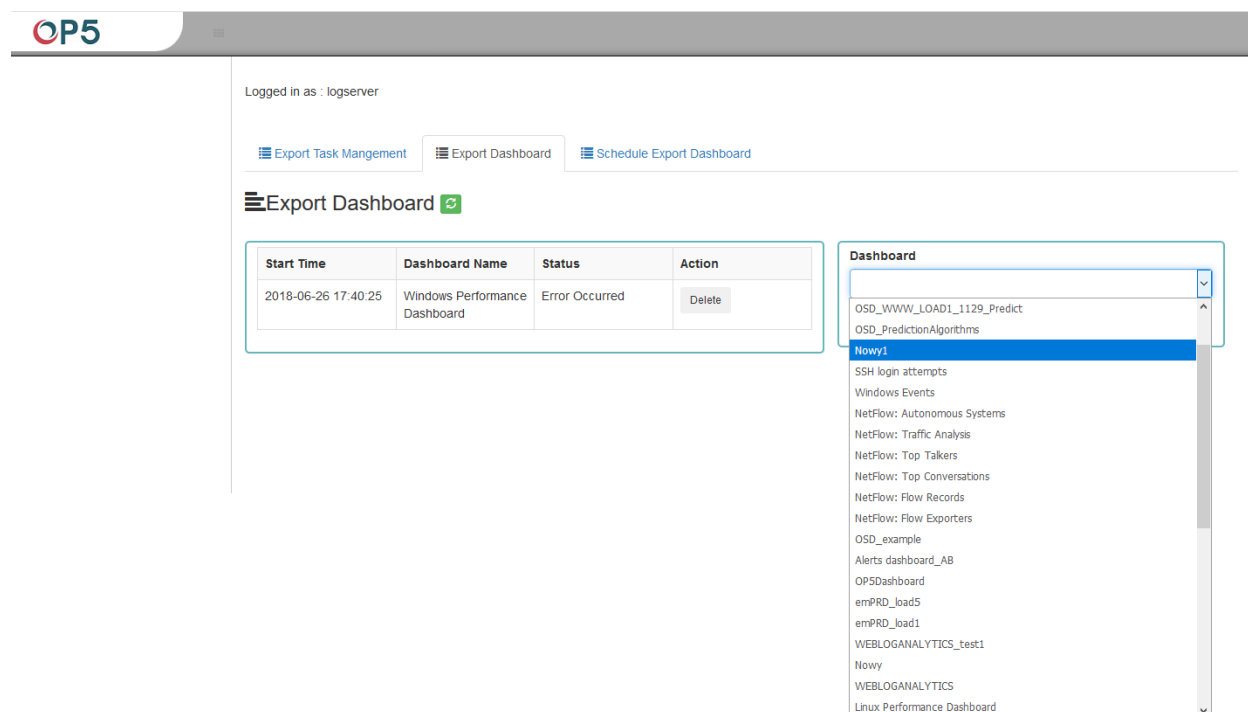 OP5
Logged in as : logserver
Export Task Mangement
Export Dashboard
Schedule Export Dashboard
Export Dashboard
Start Time
Dashboard Name
Status
Action
2018-06-26 17:40:25
Windows Performance
Dashboard
Error Occurred
Delete
Dashboard
OSD_WWW_LOAD1_1129_Predict
OSD_PredictionAlgorithms
Nowy1
SSH login attempts
Windows Events
NetFlow: Autonomous Systems
NetFlow: Traffic Analysis
NetFlow: Top Talkers
NetFlow: Top Conversations
NetFlow: Flow Records
NetFlow: Flow Exporters
OSD_example
Alerts dashboard_AB
OP5Dashboard
emPRD_load5
emPRD_load1
WEBLOGANALYTICS_test1
Nowy
WEBLOGANALYTICS
Linux Performance Dashboard